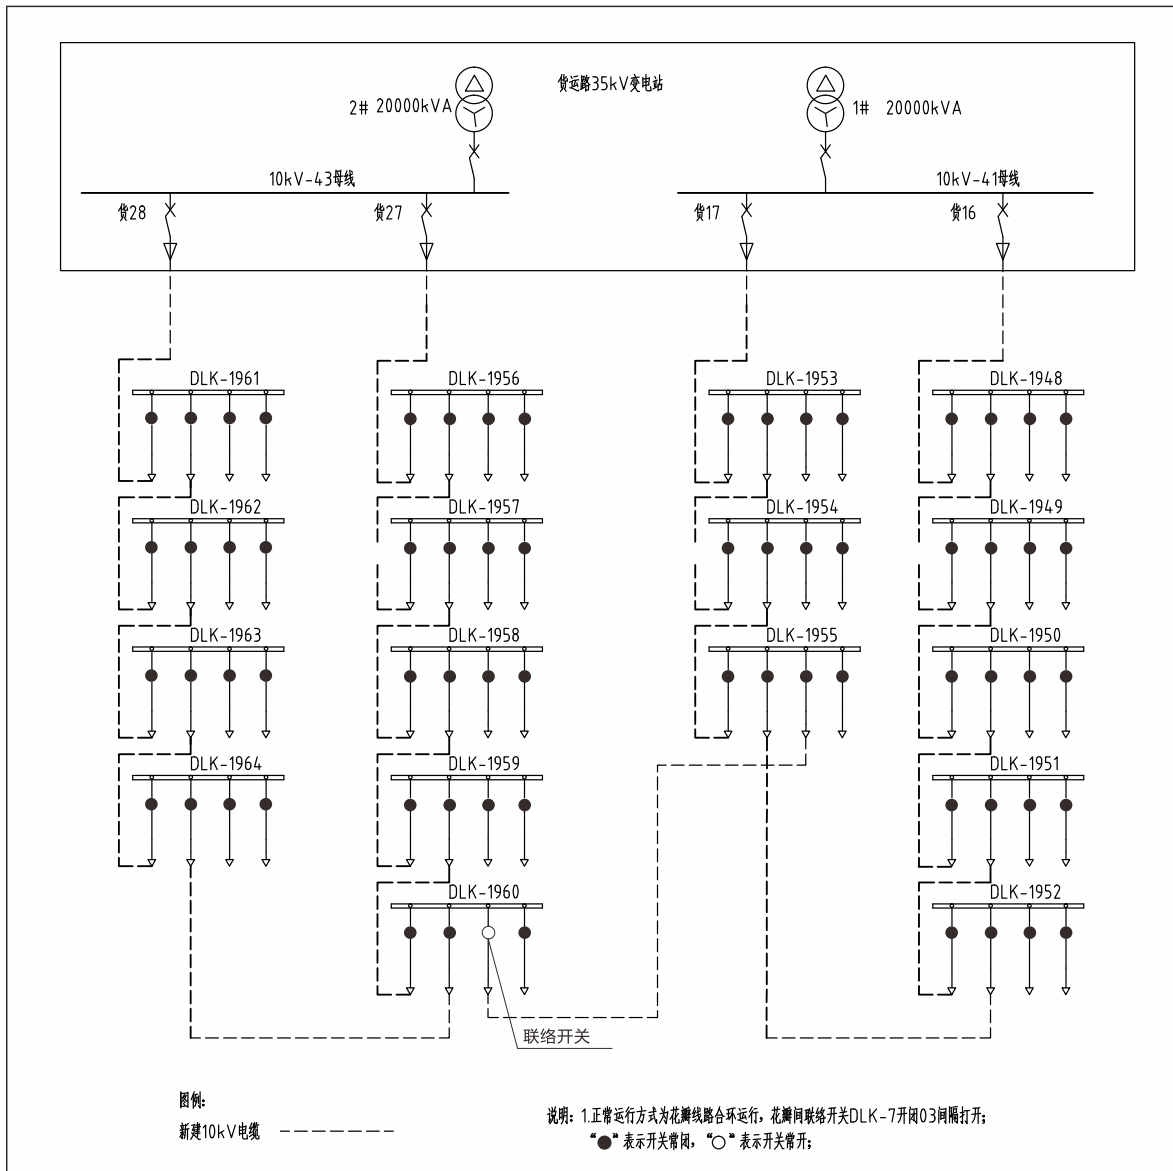 货运路35kV变电站
2# 20000kVA
1# 20000kVA
10kV-43母线
10kV-41母线
货28
货27
货17
货16
DLK-1961
DLK-1956
DLK-1953
DLK-1948
DLK-1962
DLK-1957
DLK-1954
DLK-1949
DLK-1963
DLK-1958
DLK-1955
DLK-1950
DLK-1964
DLK-1959
DLK-1951
DLK-1960
DLK-1952
联络开关
图例:
新建10kV电缆
说明: 1.正常运行方式为花瓣线路合环运行, 花瓣间联络开关DLK-7开闭03间隔打开;
“●”表示开关常闭, “○”表示开关常开;